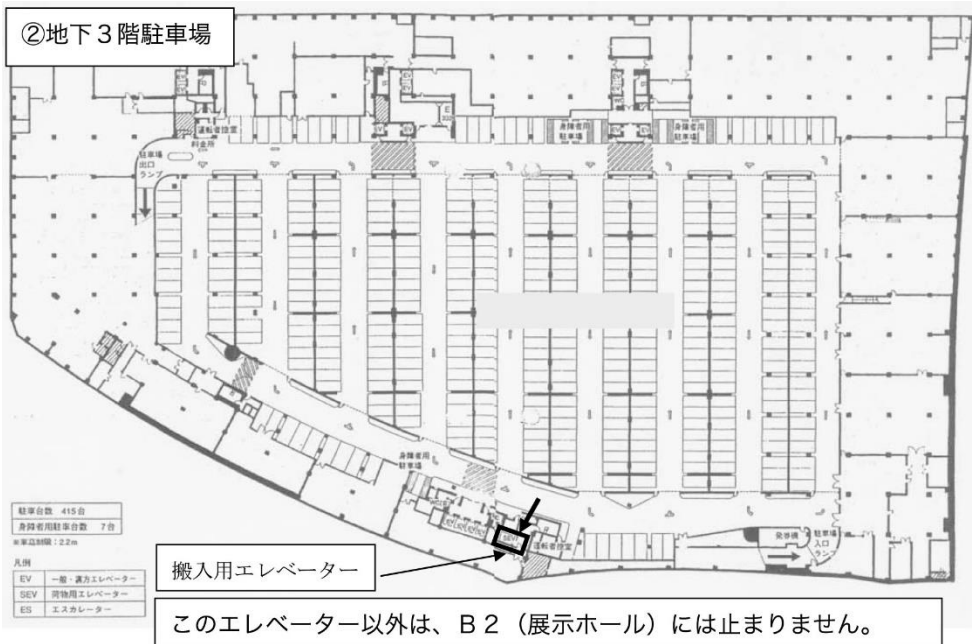 ②地下３階駐車場
運転者控室
料金所
駐車場
出口
ランプ
EV
EV
ES
EV
EV
身障者用
駐車場
身障者用
駐車場
身障者用
駐車場
SEV
運転者控室
発券機
駐車場
入口
ランプ
駐車台数 415台
身障者用駐車台数 7台
※車高制限：2.2m
凡例
EV 一般・真方エレベーター
SEV 荷物用エレベーター
ES エスカレーター
搬入用エレベーター
このエレベーター以外は、Ｂ２（展示ホール）には止まりません。